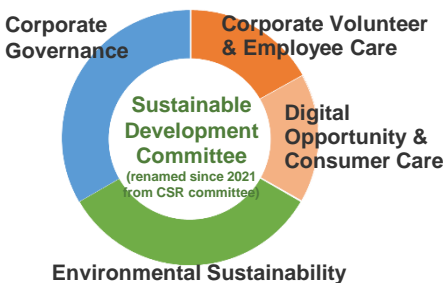 Corporate
Governance
Corporate Volunteer
& Employee Care
Sustainable
Development
Committee
(renamed since 2021
from CSR committee)
Digital
Opportunity &
Consumer Care
Environmental Sustainability